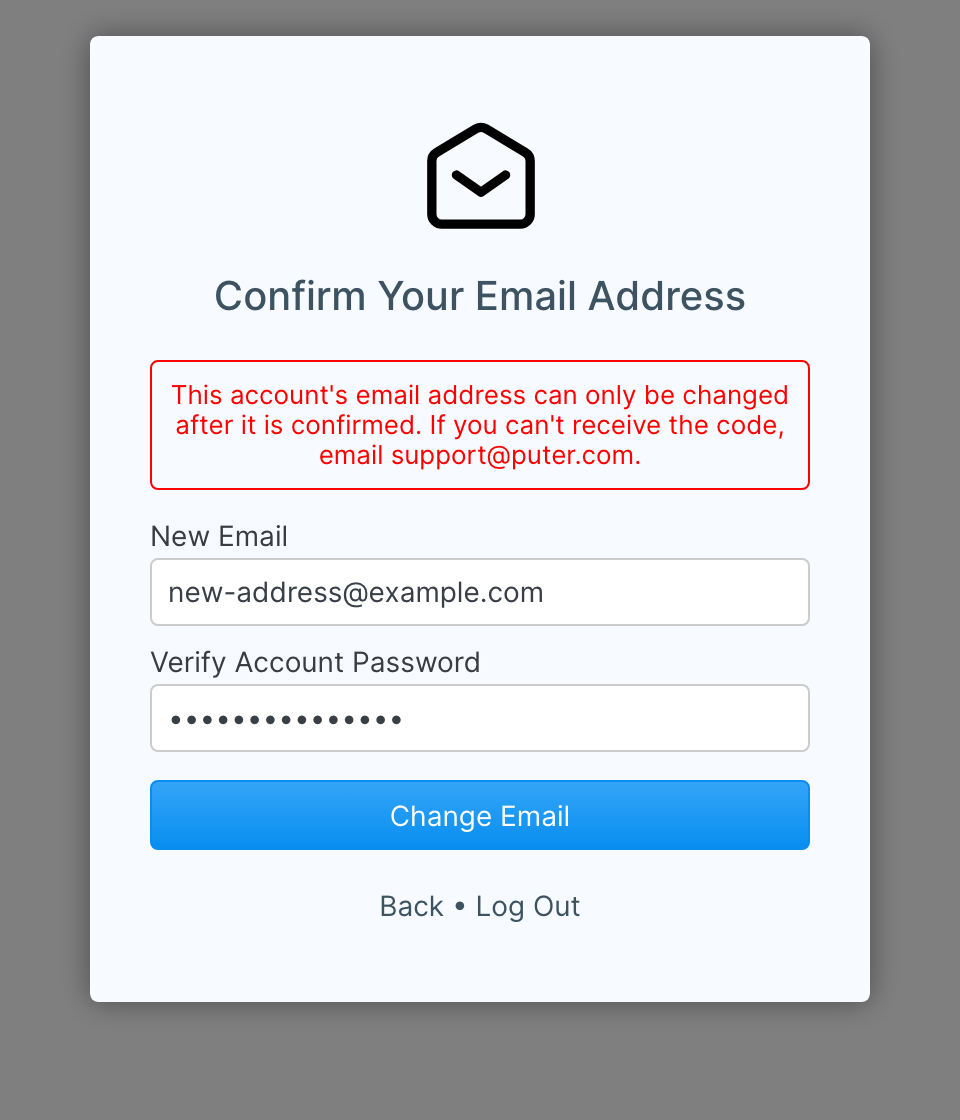 Confirm Your Email Address
This account's email address can only be changed
after it is confirmed. If you can't receive the code,
email support@puter.com.
New Email
new-address@example.com
Verify Account Password
•••••••••••••••
Change Email
Back • Log Out